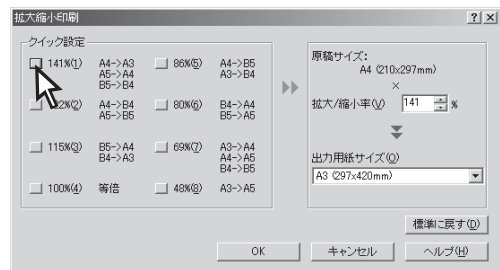 拡大縮小印刷
クイック設定
141%(1) A4->A3
A5->A4
B5->B4
86%(5) A4->B5
A3->B4
122%(2) A4->B4
A5->B5
80%(6) B4->A4
B5->A5
115%(3) B5->A4
B4->A3
69%(7) A3->A4
A4->A5
B4->B5
100%(4) 等倍
48%(8) A3->A5
原稿サイズ:
A4 (210×297mm)
×
拡大/縮小率(V) 141 %
出力用紙サイズ(O)
A3 (297x420mm)
標準に戻す(D)
OK キャンセル ヘルプ(H)